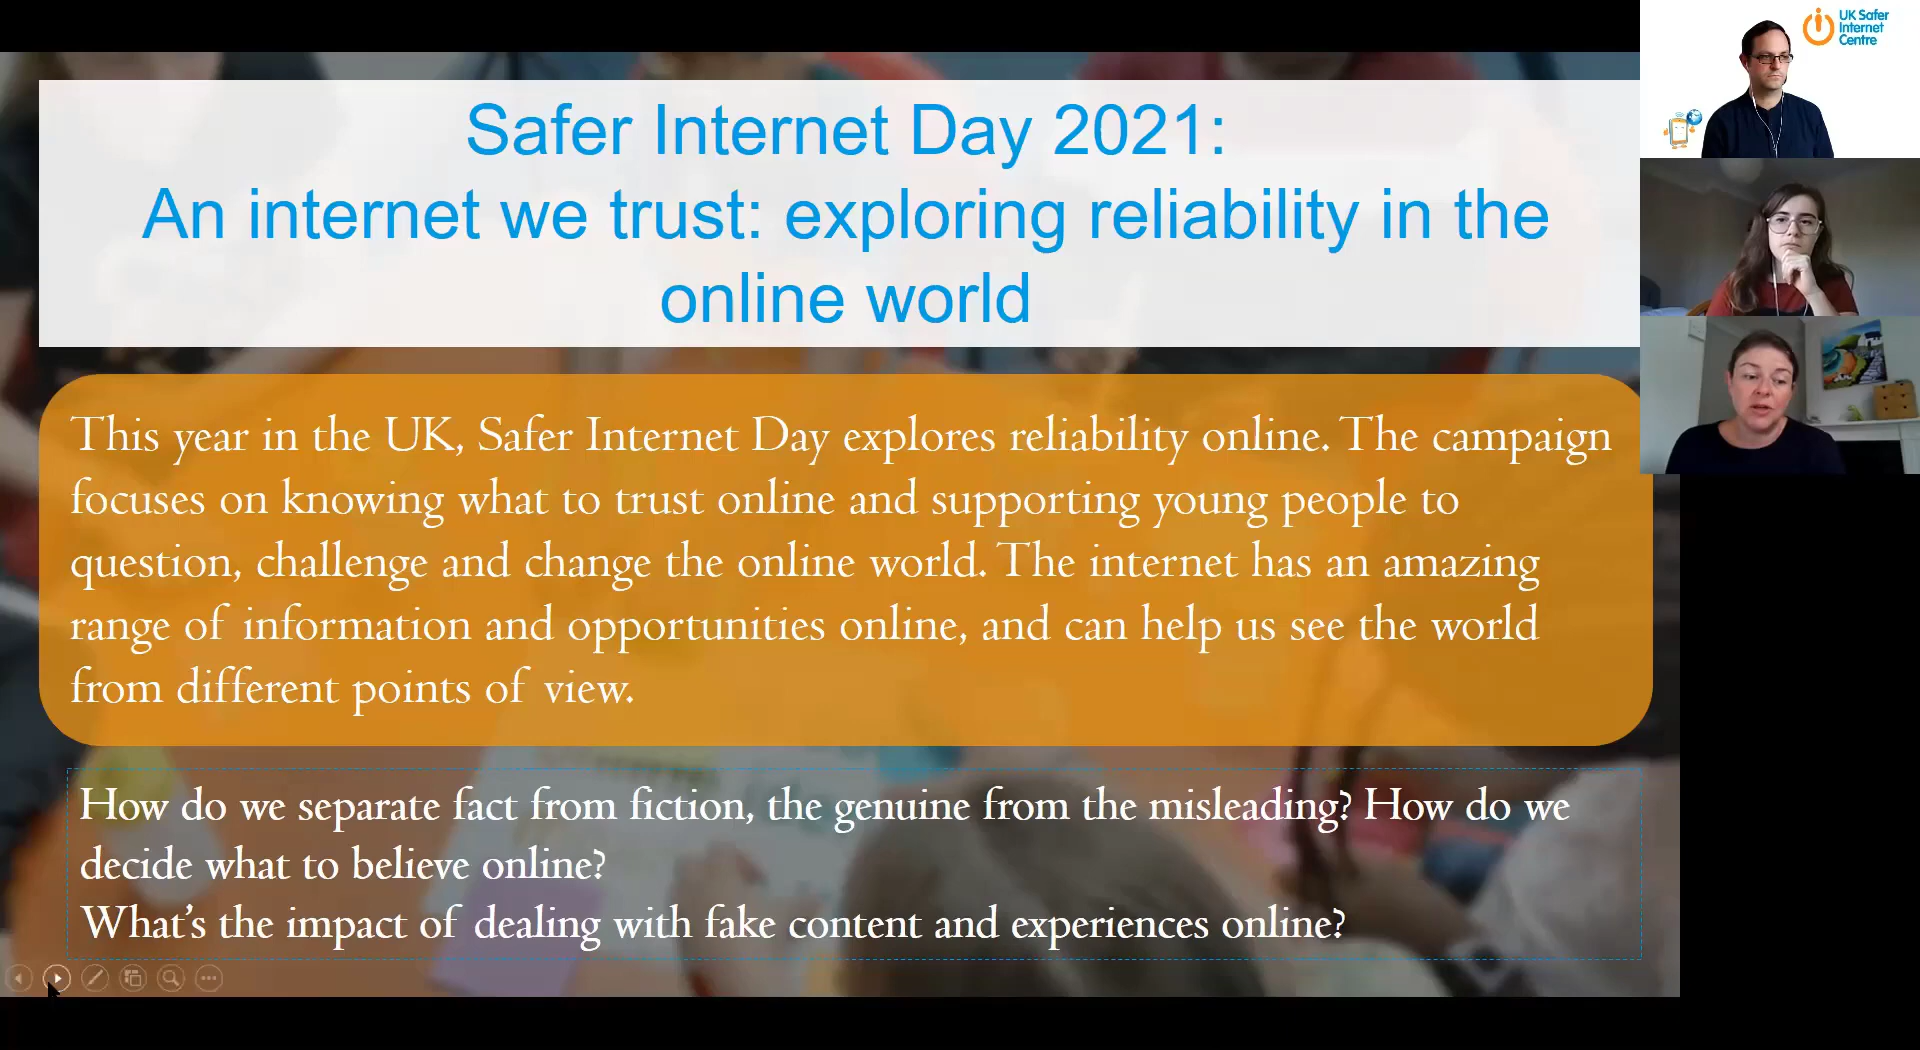 Safer Internet Day 2021:
An internet we trust: exploring reliability in the
online world
This year in the UK, Safer Internet Day explores reliability online. The campaign
focuses on knowing what to trust online and supporting young people to
question, challenge and change the online world. The internet has an amazing
range of information and opportunities online, and can help us see the world
from different points of view.
How do we separate fact from fiction, the genuine from the misleading? How do we
decide what to believe online?
What’s the impact of dealing with fake content and experiences online?
UK Safer
Internet
Centre